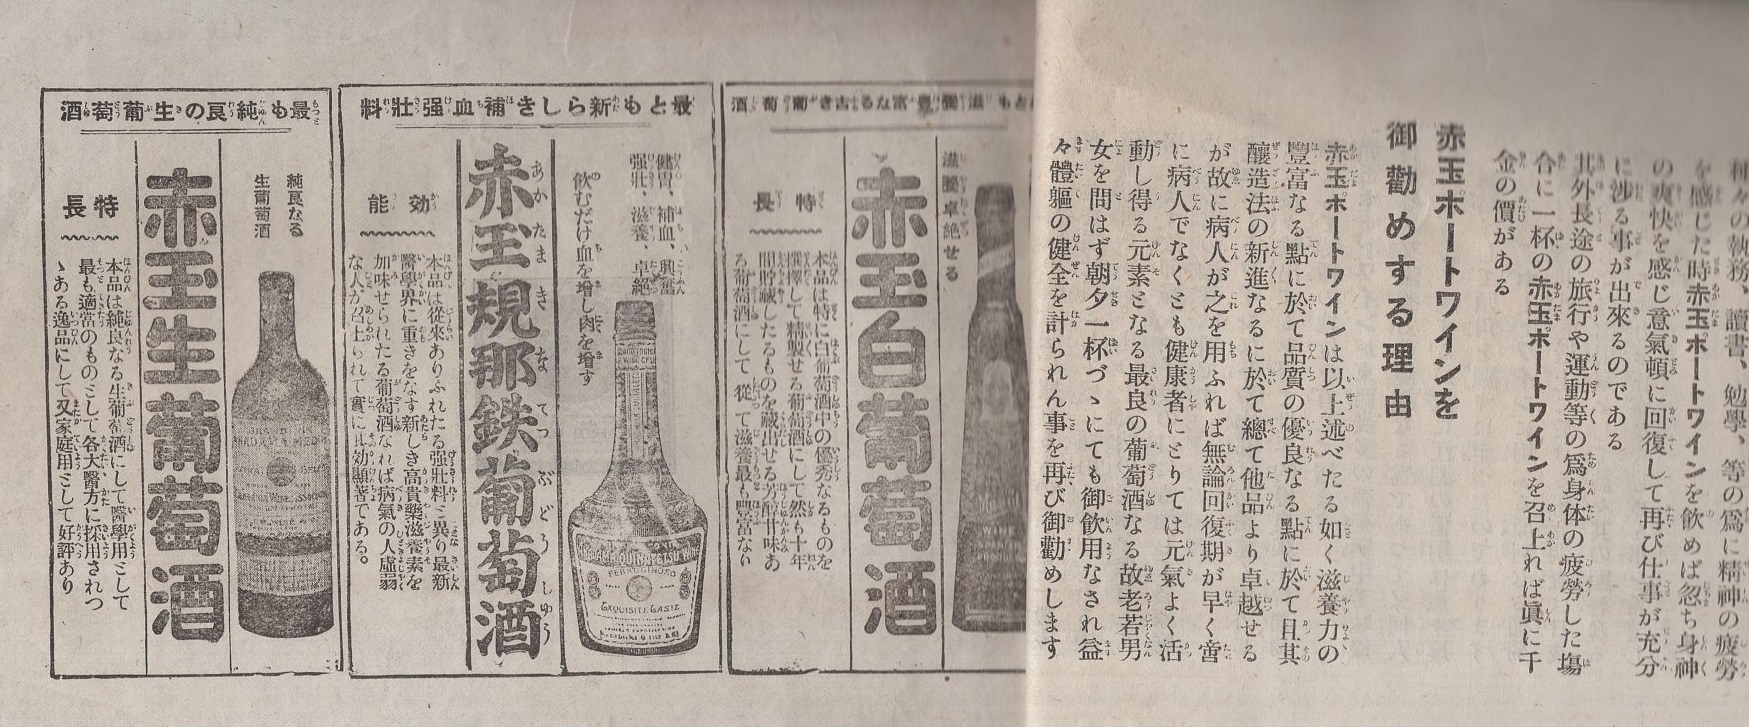 種々の執務、讀書、勉學、等の爲に精神の疲勞
を感じた時赤玉ポートワインを飲めば忽ち身神
の爽快を感じ意氣頓に回復して再び仕事が充分
に渉る事が出來るのである
其外長途の旅行や運動等の爲身体の疲勞した塲
合に一杯の赤玉ポートワインを召上れば眞に千
金の價がある
赤玉ポートワインを
御勸めする理由
赤玉ポートワインは以上述べたる如く滋養力の
豐富なる點に於て品質の優良なる點に於て且其
釀造法の新進なるに於て總て他品より卓越せる
が故に病人が之を用ふれば無論回復期が早く啻
に病人でなくとも健康者にとりては元氣よく活
動し得る元素となる最良の葡萄酒なる故老若男
女を問はず朝夕一杯づゝにても御飲用なされ益
々體軀の健全を計られん事を再び御勸めします
滋養卓絶せる
赤玉白葡萄酒
特長
本品は特に白葡萄酒中の優秀なるものを
撰擇して精製せる葡萄酒にして然も十年
間貯藏したるものを藏出せる芳醇甘味あ
る葡萄酒にして從て滋養最も豐富なり
最とも新らしき補血强壯料
健胃、補血、興奮
强壯、滋養、卓絶
飲むだけ血を增し肉を增す
EXQUISITE TASTE
赤玉規那鉄葡萄酒
あかたまきなてつぶどうしゆ
効能
本品は從來ありふれたる强壯料と異り最新
醫學界に重きをなす新しき高貴藥滋養素を
加味せられたる葡萄酒なれば病氣の人虛弱
な人が召上られて實に其効顯著である。
最も純良の生葡萄酒
純良なる
生葡萄酒
赤玉生葡萄酒
特長
本品は純良なる生葡萄酒にして醫學用として
最も適當のものとして各大醫方に採用されつ
ゝある逸品にして又家庭用として好評あり